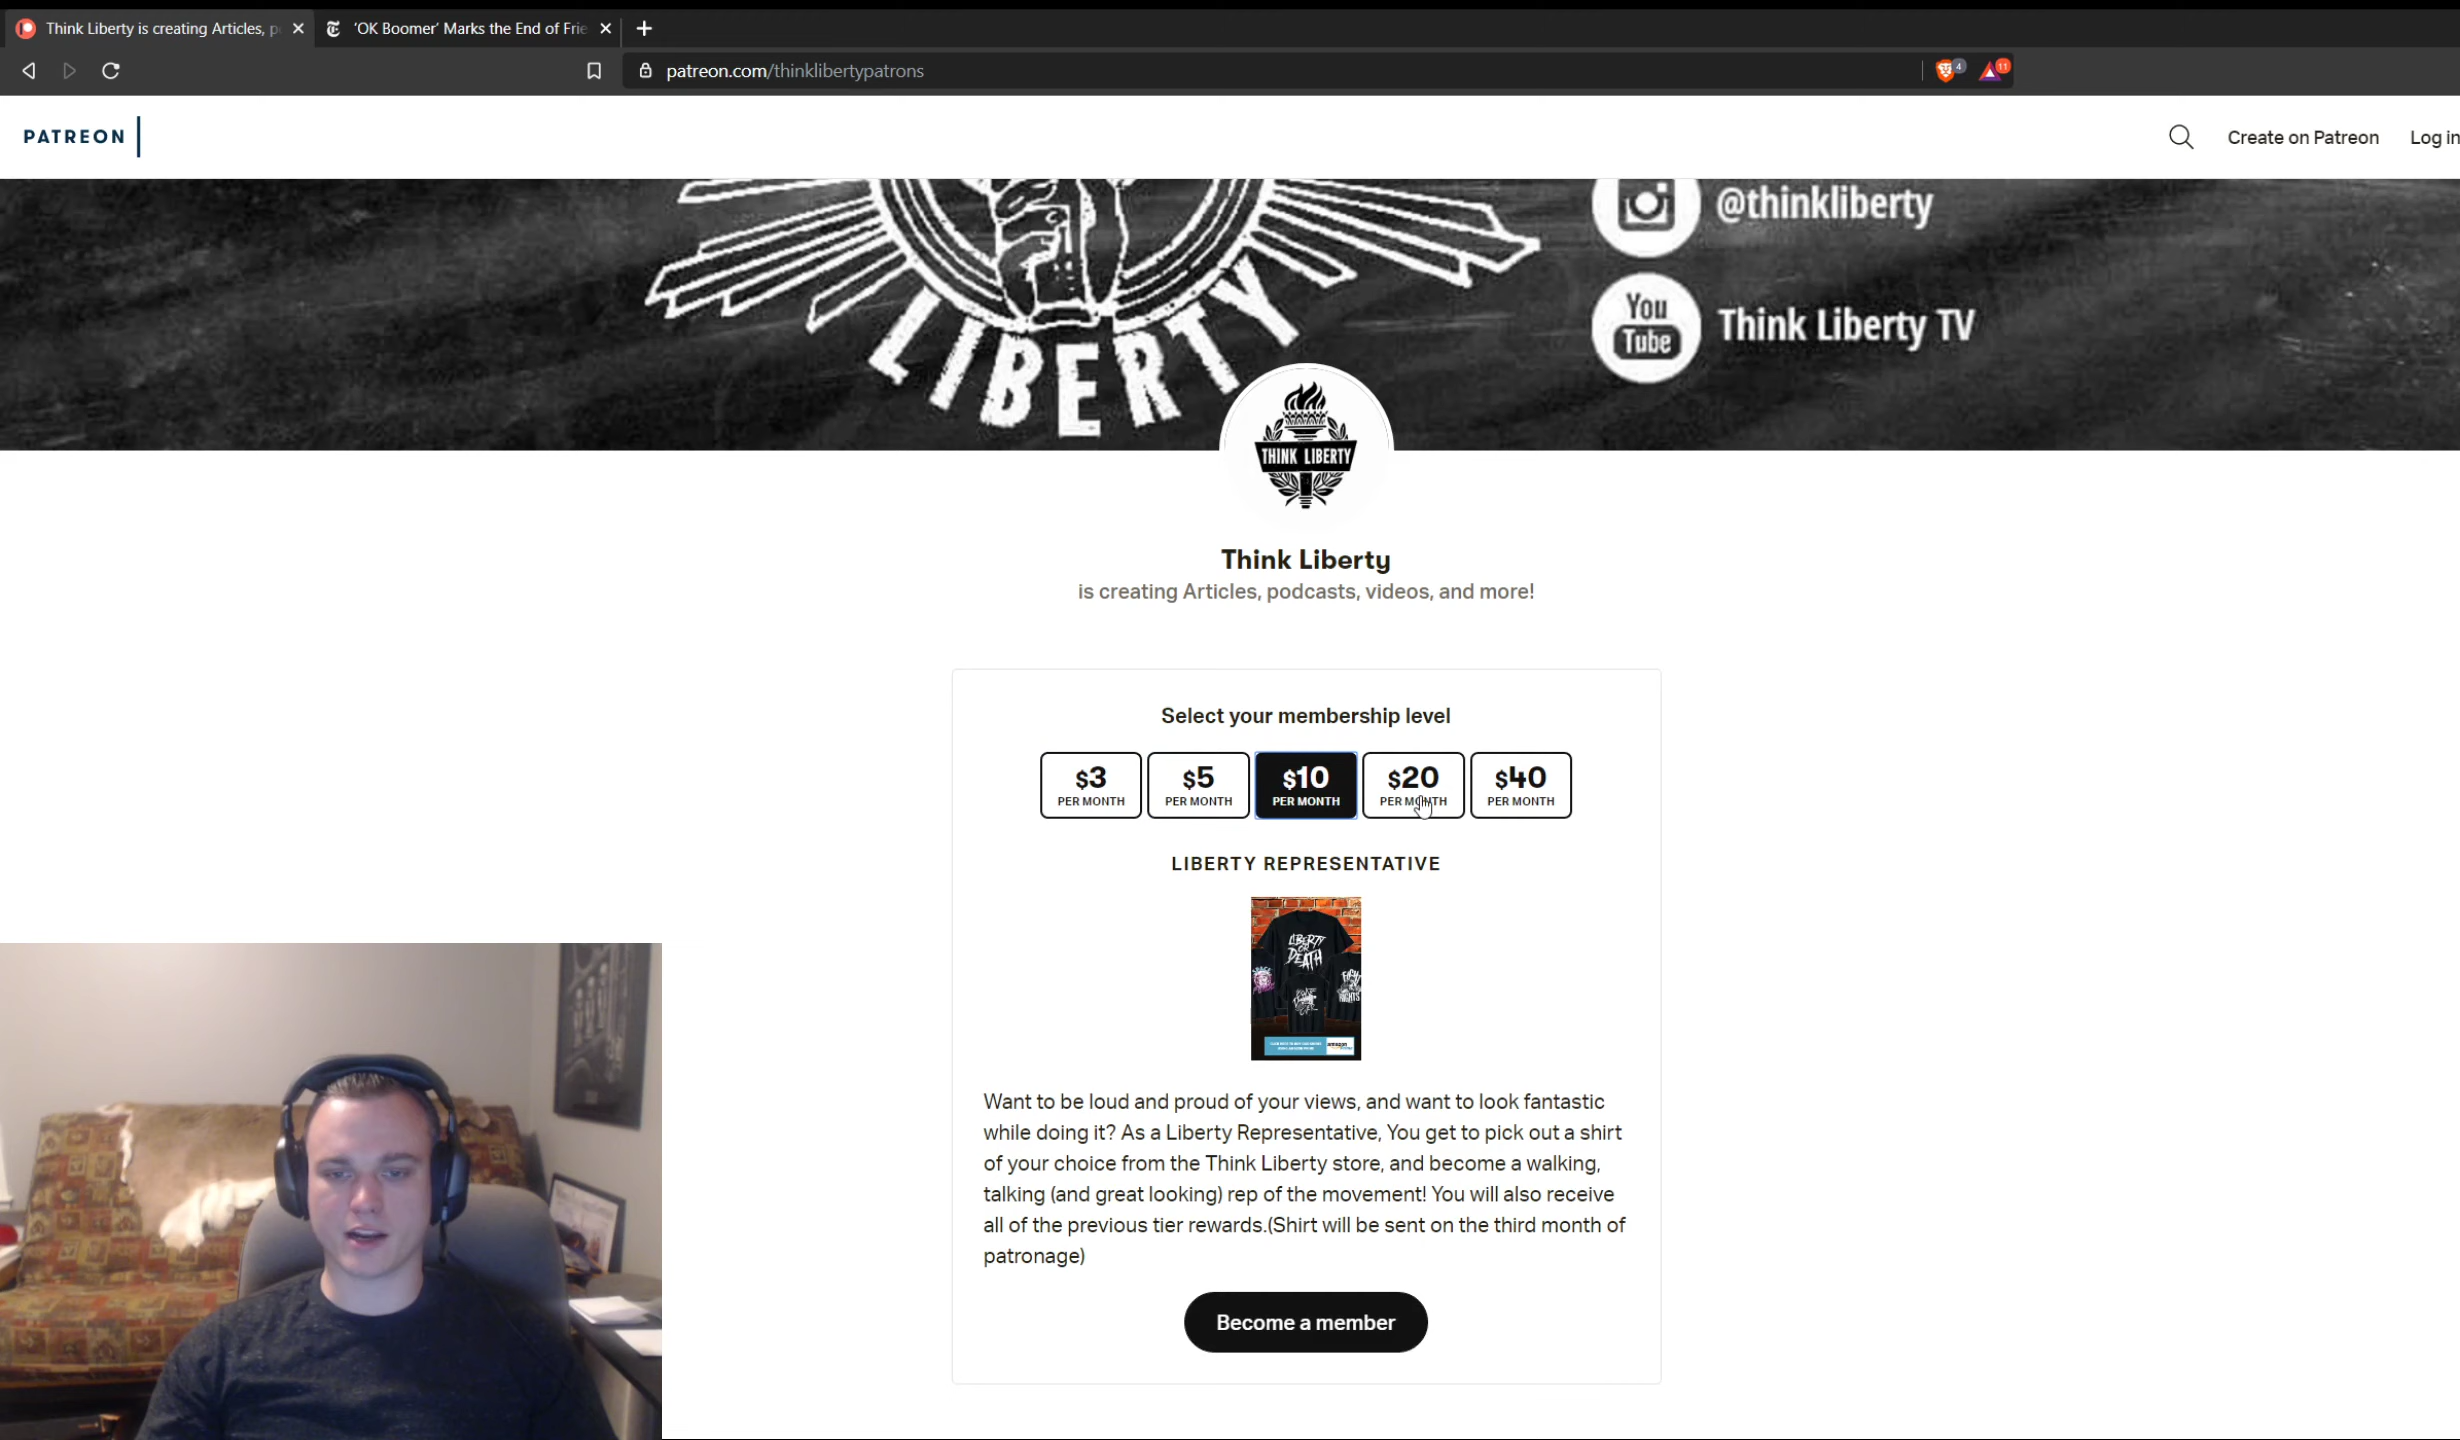 Think Liberty is creating Articles, p
'OK Boomer' Marks the End of Frie
patreon.com/thinklibertypatrons
4
11
PATREON
Create on Patreon
Log in
@thinkliberty
You
Tube
Think Liberty TV
LIBERTY
THINK LIBERTY
Think Liberty
is creating Articles, podcasts, videos, and more!
Select your membership level
$3 $5 $10 $20 $40
PER MONTH PER MONTH PER MONTH PER MONTH PER MONTH
LIBERTY REPRESENTATIVE
LIBERTY
OR
DEATH
amazon
Want to be loud and proud of your views, and want to look fantastic
while doing it? As a Liberty Representative, You get to pick out a shirt
of your choice from the Think Liberty store, and become a walking,
talking (and great looking) rep of the movement! You will also receive
all of the previous tier rewards.(Shirt will be sent on the third month of
patronage)
Become a member